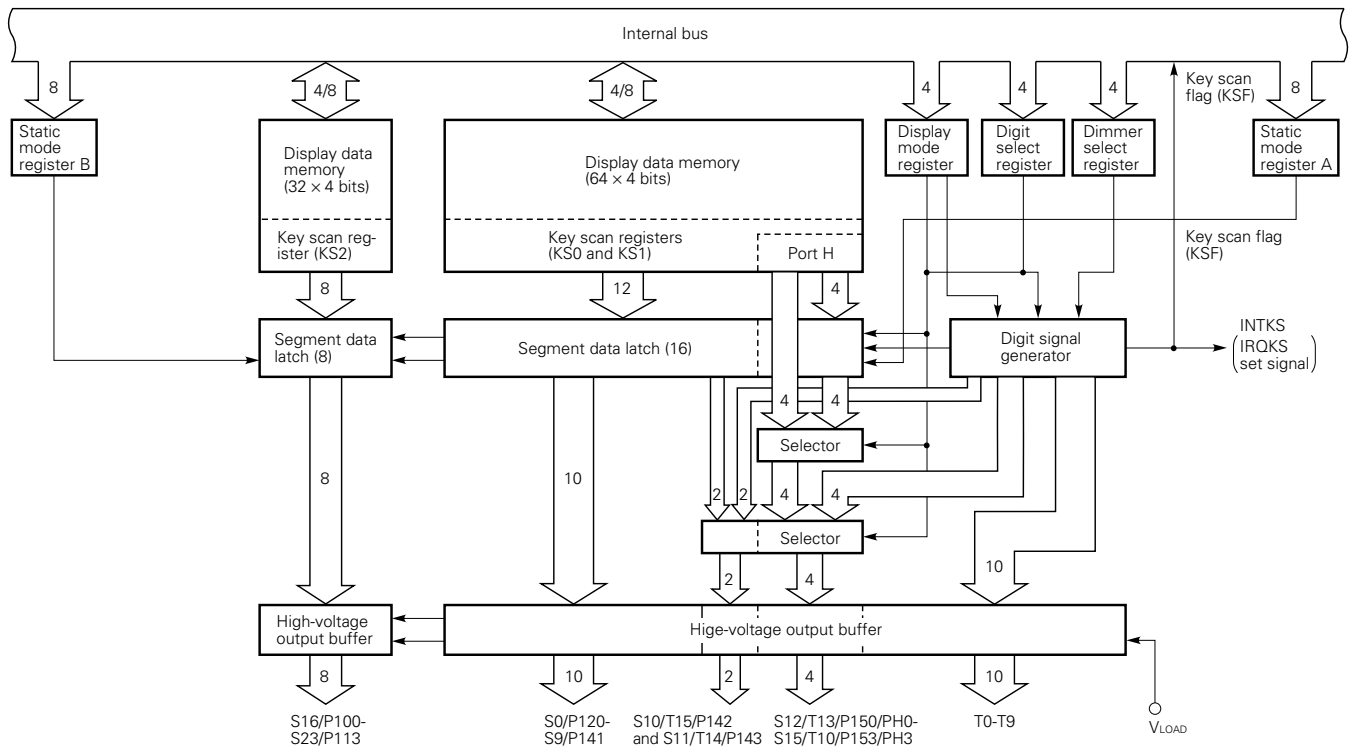 Internal bus
8
4/8
4/8
4
4
4
Key scan
flag (KSF)
8
Static
mode
register B
Display data
memory
(32 × 4 bits)
Display data memory
(64 × 4 bits)
Display
mode
register
Digit
select
register
Dimmer
select
register
Static
mode
register A
Key scan reg-
ister (KS2)
Key scan registers
(KS0 and KS1)
Port H
Key scan flag
(KSF)
8
12
4
Segment data
latch (8)
Segment data latch (16)
Digit signal
generator
INTKS
IRQKS
set signal
4
4
Selector
8
10
2
2
4
4
Selector
2
4
10
High-voltage
output buffer
Hige-voltage output buffer
8
10
2
4
10
S16/P100-
S23/P113
S0/P120-
S9/P141
S10/T15/P142
and S11/T14/P143
S12/T13/P150/PH0-
S15/T10/P153/PH3
T0-T9
VLOAD